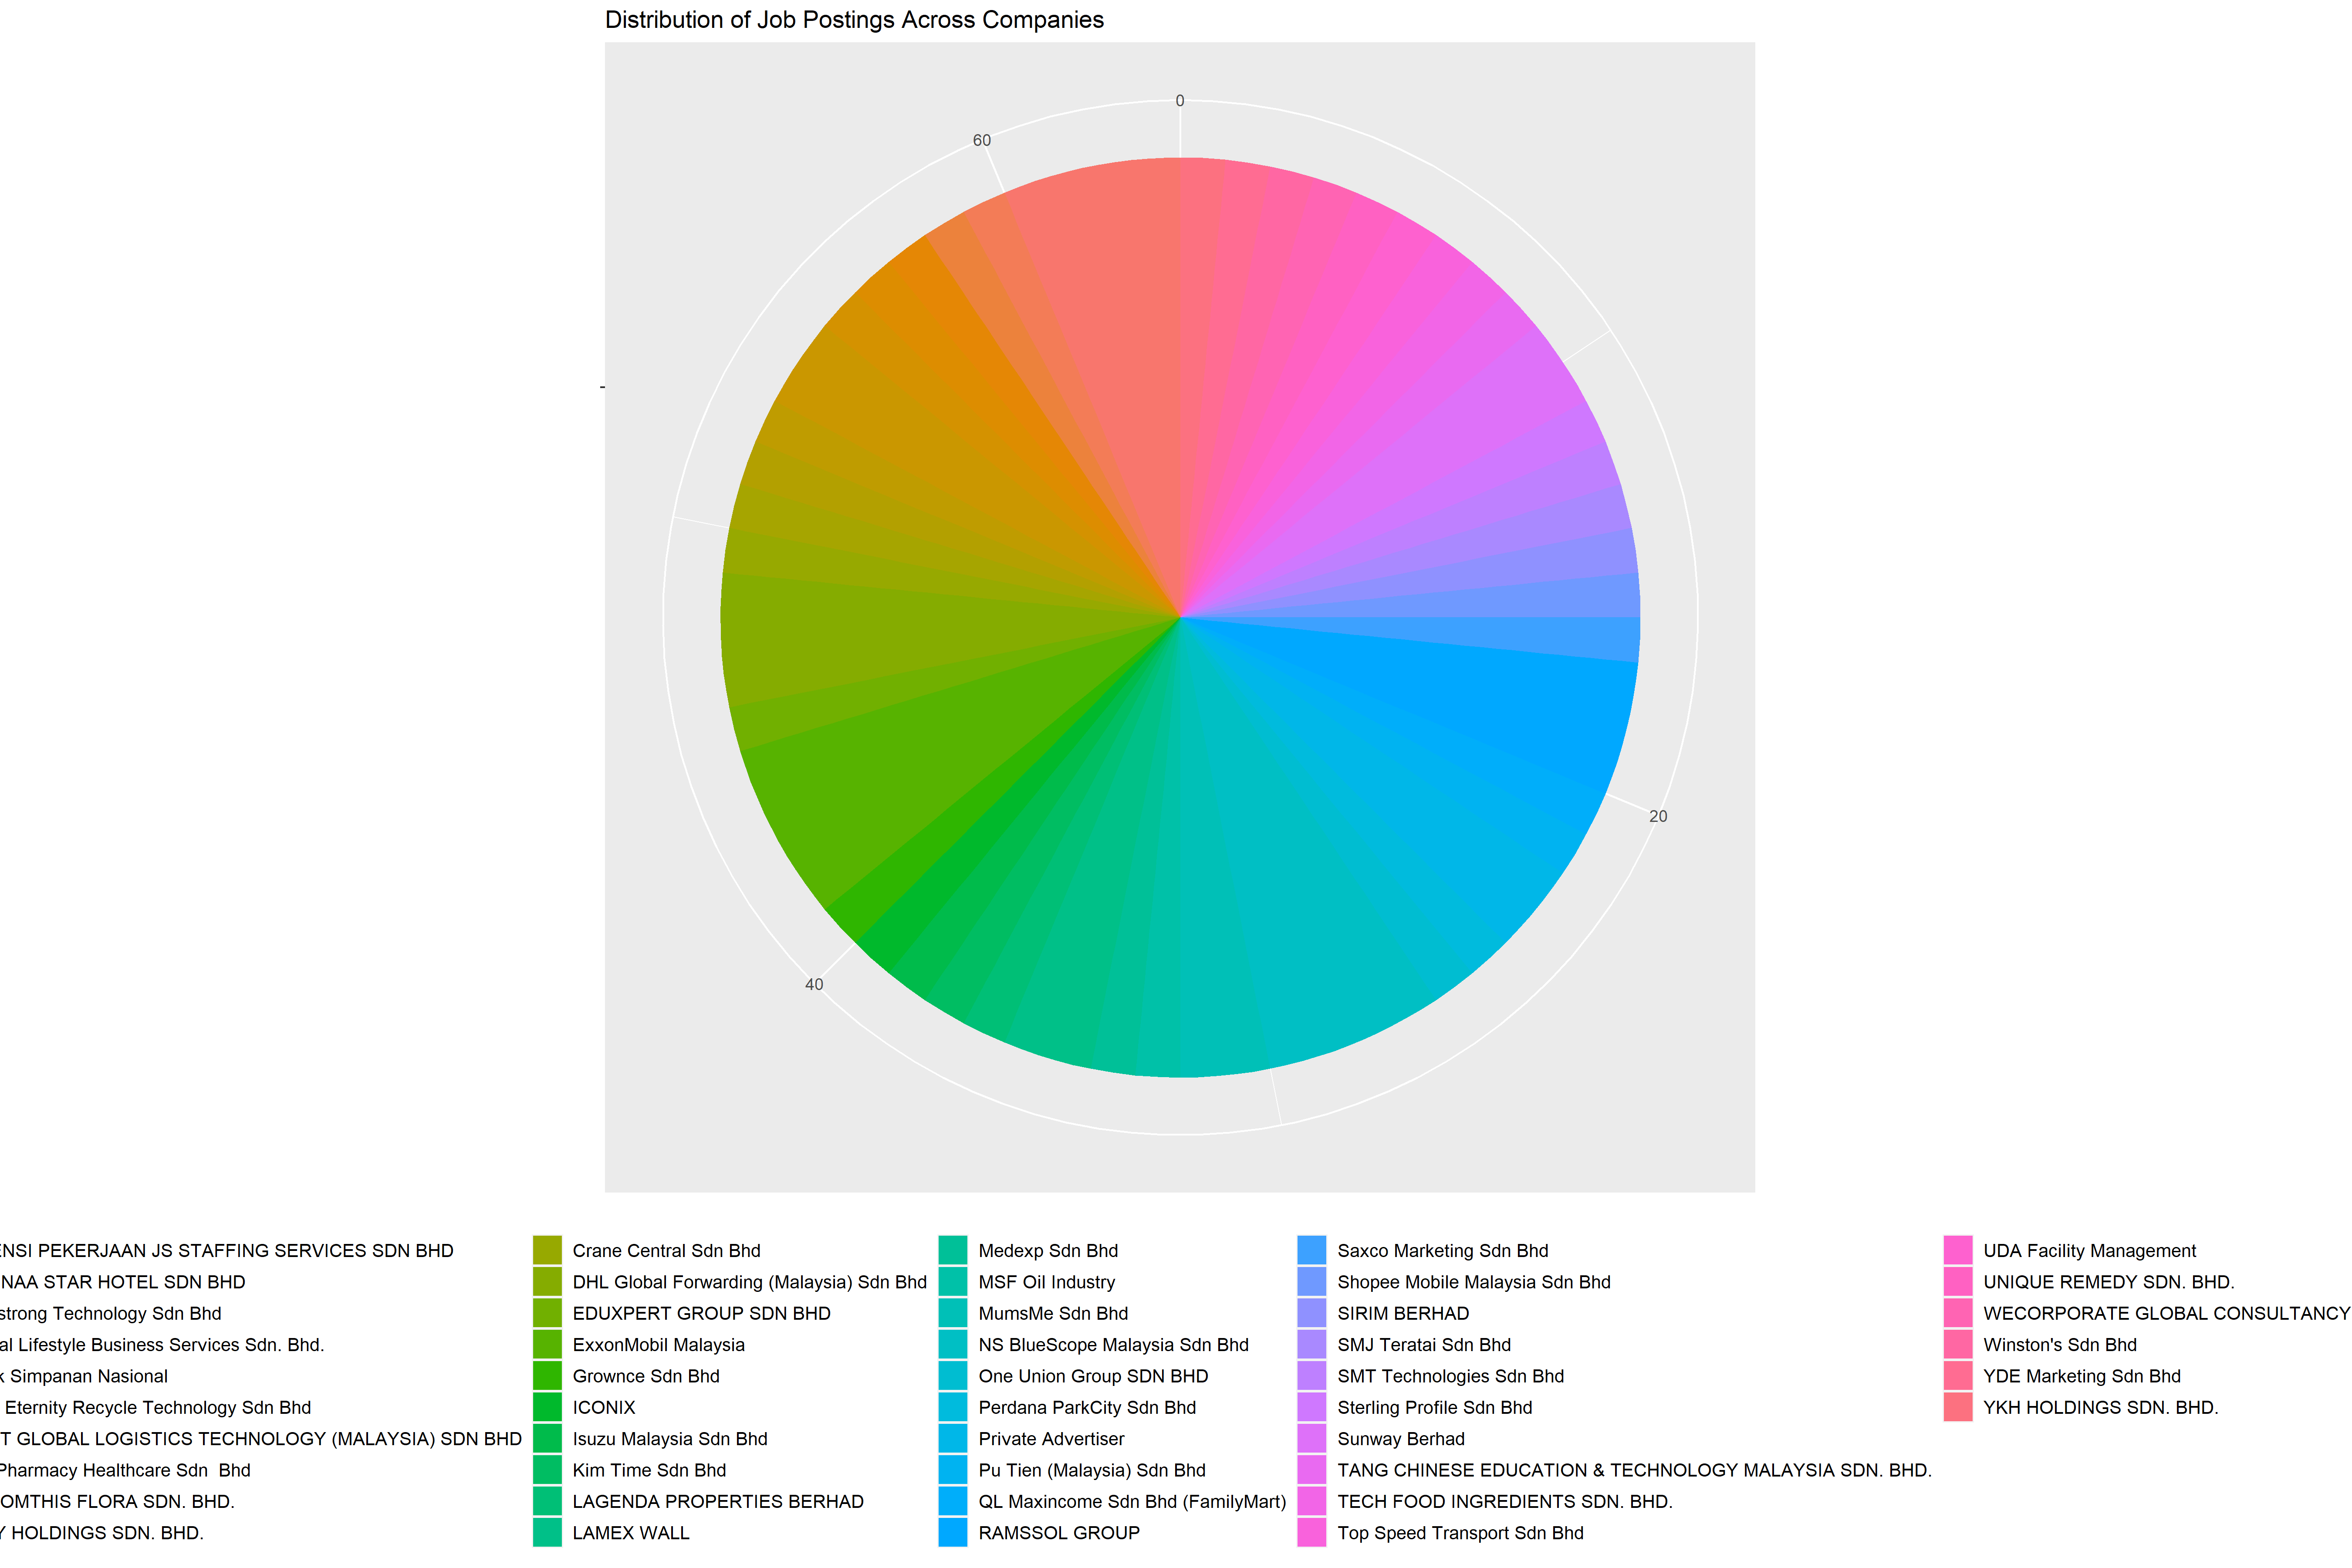 Distribution of Job Postings Across Companies
0
60
20
40
ENSI PEKERJAAN JS STAFFING SERVICES SDN BHD
NAA STAR HOTEL SDN BHD
strong Technology Sdn Bhd
al Lifestyle Business Services Sdn. Bhd.
k Simpanan Nasional
Eternity Recycle Technology Sdn Bhd
T GLOBAL LOGISTICS TECHNOLOGY (MALAYSIA) SDN BHD
Pharmacy Healthcare Sdn  Bhd
OMTHIS FLORA SDN. BHD.
Y HOLDINGS SDN. BHD.
Crane Central Sdn Bhd
DHL Global Forwarding (Malaysia) Sdn Bhd
EDUXPERT GROUP SDN BHD
ExxonMobil Malaysia
Grownce Sdn Bhd
ICONIX
Isuzu Malaysia Sdn Bhd
Kim Time Sdn Bhd
LAGENDA PROPERTIES BERHAD
LAMEX WALL
Medexp Sdn Bhd
MSF Oil Industry
MumsMe Sdn Bhd
NS BlueScope Malaysia Sdn Bhd
One Union Group SDN BHD
Perdana ParkCity Sdn Bhd
Private Advertiser
Pu Tien (Malaysia) Sdn Bhd
QL Maxincome Sdn Bhd (FamilyMart)
RAMSSOL GROUP
Saxco Marketing Sdn Bhd
Shopee Mobile Malaysia Sdn Bhd
SIRIM BERHAD
SMJ Teratai Sdn Bhd
SMT Technologies Sdn Bhd
Sterling Profile Sdn Bhd
Sunway Berhad
TANG CHINESE EDUCATION & TECHNOLOGY MALAYSIA SDN. BHD.
TECH FOOD INGREDIENTS SDN. BHD.
Top Speed Transport Sdn Bhd
UDA Facility Management
UNIQUE REMEDY SDN. BHD.
WECORPORATE GLOBAL CONSULTANCY
Winston's Sdn Bhd
YDE Marketing Sdn Bhd
YKH HOLDINGS SDN. BHD.